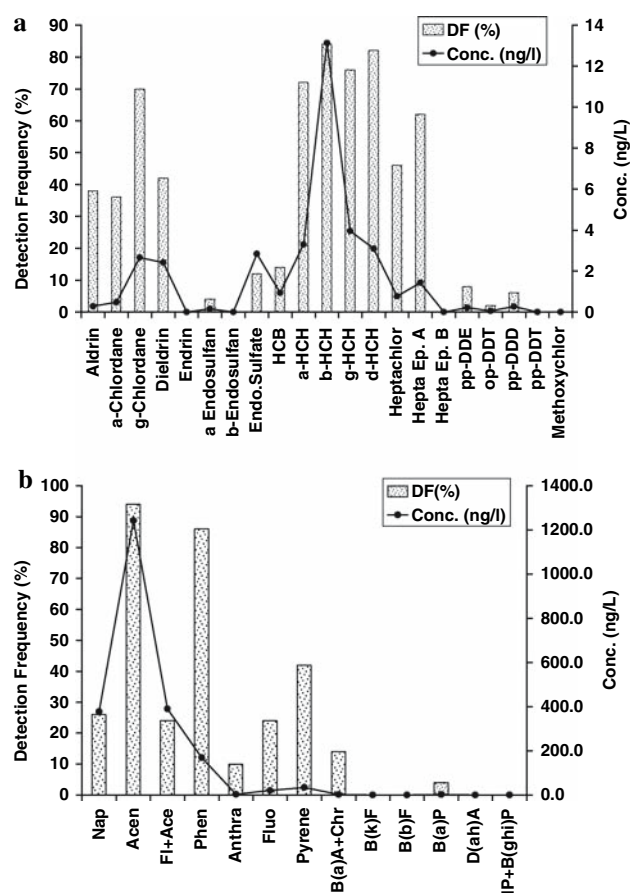 a
DF (%)
Conc. (ng/l)
Detection Frequency (%)
90
80
70
60
50
40
30
20
10
0
Conc. (ng/L)
14
12
10
8
6
4
2
0
Aldrin
a-Chlordane
g-Chlordane
Dieldrin
Endrin
a Endosulfan
b-Endosulfan
Endo.Sulfate
HCB
a-HCH
b-HCH
g-HCH
d-HCH
Heptachlor
Hepta Ep. A
Hepta Ep. B
pp-DDE
op-DDT
pp-DDD
pp-DDT
Methoxychlor
b
DF(%)
Conc. (ng/l)
Detection Frequency (%)
100
90
80
70
60
50
40
30
20
10
0
Conc. (ng/L)
1400.0
1200.0
1000.0
800.0
600.0
400.0
200.0
0.0
Nap
Acen
Fl+Ace
Phen
Anthra
Fluo
Pyrene
B(a)A+Chr
B(k)F
B(b)F
B(a)P
D(ah)A
IP+B(ghi)P